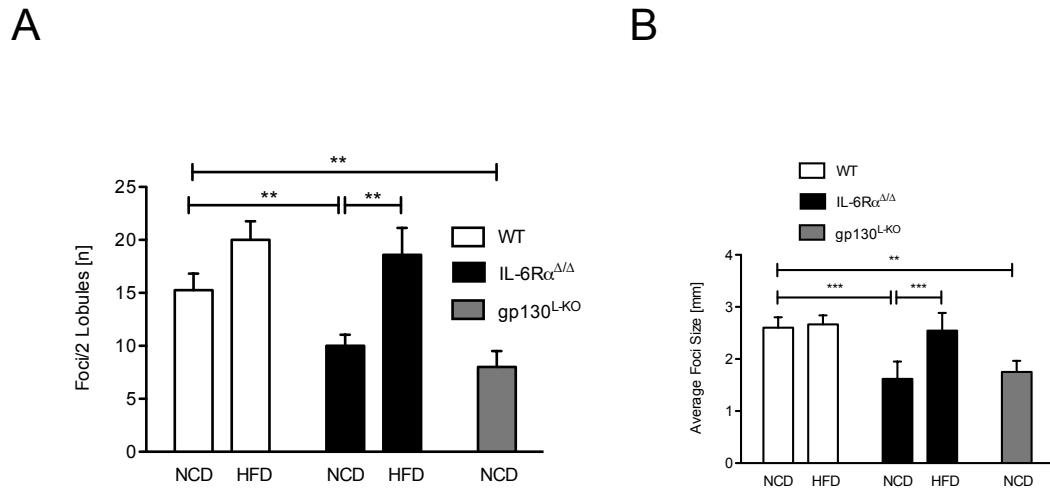 A
**
**
**
25
20
15
10
5
0
Foci/2 Lobules [n]
NCD
HFD
NCD
HFD
NCD
WT
IL-6Rα^Δ/Δ
gp130^L-KO
B
WT
IL-6Rα^Δ/Δ
gp130^L-KO
**
***
***
4
3
2
1
0
Average Foci Size [mm]
NCD
HFD
NCD
HFD
NCD